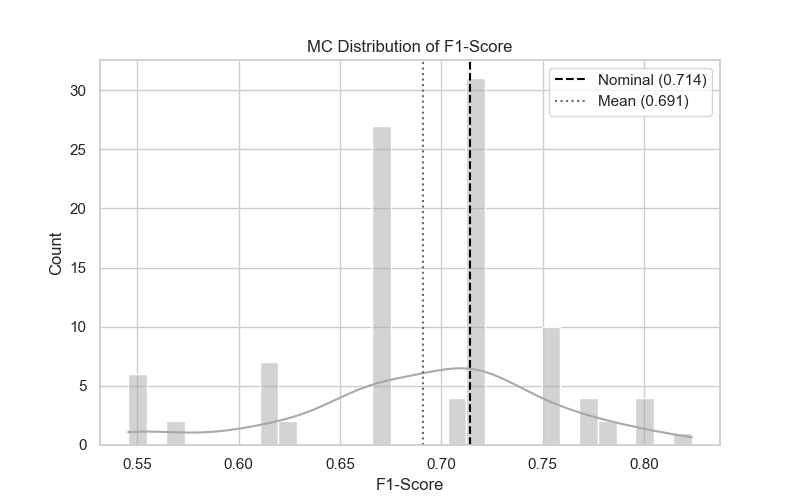 MC Distribution of F1-Score
Nominal (0.714)
Mean (0.691)
30
25
20
15
10
5
0
Count
0.55
0.60
0.65
0.70
0.75
0.80
F1-Score